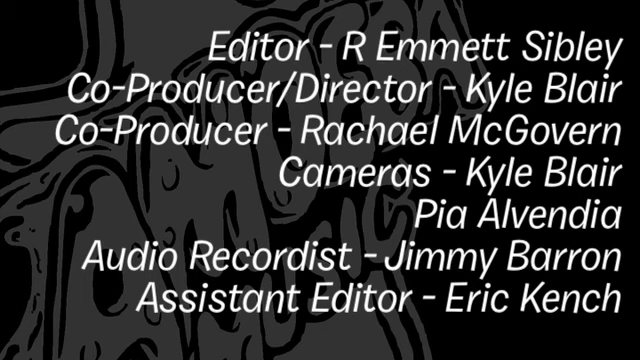 Editor - R Emmett Sibley
Co-Producer/Director - Kyle Blair
Co-Producer - Rachael McGovern
Cameras - Kyle Blair
Pia Alvendia
Audio Recordist - Jimmy Barron
Assistant Editor - Eric Kench